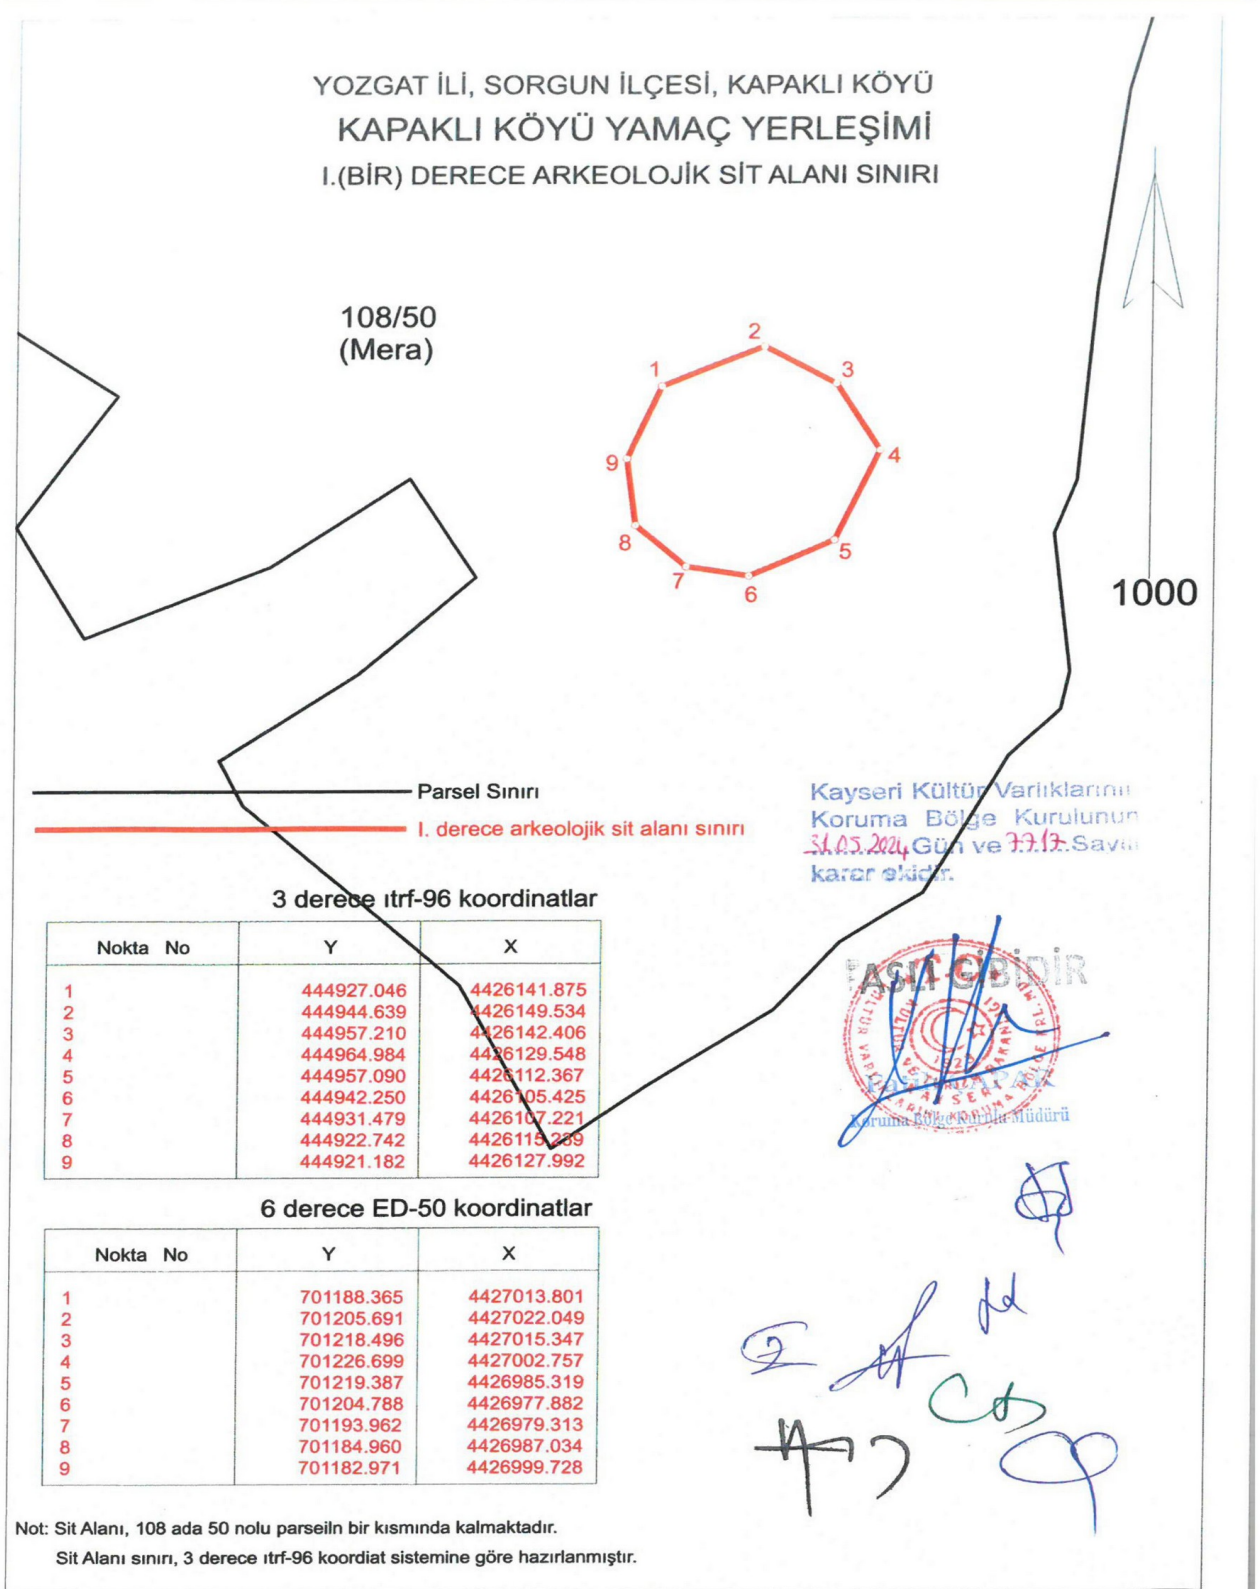 YOZGAT İLİ, SORGUN İLÇESİ, KAPAKLI KÖYÜ
KAPAKLI KÖYÜ YAMAÇ YERLEŞİMİ
I.(BİR) DERECE ARKEOLOJİK SİT ALANI SINIRI
108/50
(Mera)
1
2
3
4
5
6
7
8
9
1000
Parsel Sınırı
I. derece arkeolojik sit alanı sınırı
Kayseri Kültür Varlıklarının
Koruma Bölge Kurulunun
31.05.2024 Gün ve 7717 Sayılı
karar ekidir.
3 derece ıtrf-96 koordinatlar
Nokta No Y X
1 444927.046 4426141.875
2 444944.639 4426149.534
3 444957.210 4426142.406
4 444964.984 4426129.548
5 444957.090 4426112.367
6 444942.250 4426105.425
7 444931.479 4426107.221
8 444922.742 4426115.239
9 444921.182 4426127.992
ASLI GİBİDİR
Koruma Bölge Kurulu Müdürü
6 derece ED-50 koordinatlar
Nokta No Y X
1 701188.365 4427013.801
2 701205.691 4427022.049
3 701218.496 4427015.347
4 701226.699 4427002.757
5 701219.387 4426985.319
6 701204.788 4426977.882
7 701193.962 4426979.313
8 701184.960 4426987.034
9 701182.971 4426999.728
Not: Sit Alanı, 108 ada 50 nolu parseiln bir kısmında kalmaktadır.
Sit Alanı sınırı, 3 derece ıtrf-96 koordiat sistemine göre hazırlanmıştır.